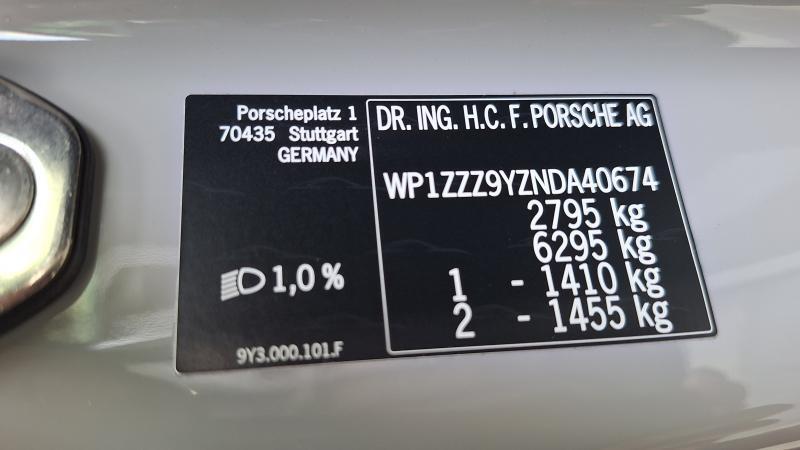 Porscheplatz 1
70435 Stuttgart
GERMANY
1,0 %
9Y3.000.101.F
DR. ING. H.C. F. PORSCHE AG
WP1ZZZ9YZNDA40674
2795 kg
6295 kg
1 - 1410 kg
2 - 1455 kg